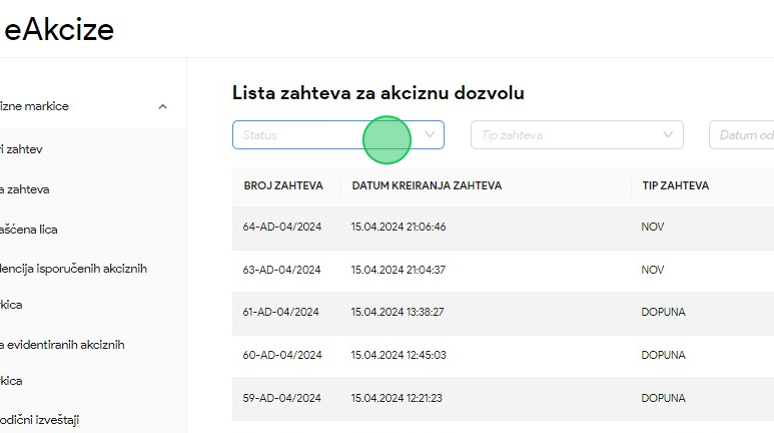 eAkcize
izne markice
i zahtev
a zahteva
ašćena lica
lencija isporučenih akciznih
kica
a evidentiranih akciznih
rkica
odični izveštaji
Lista zahteva za akciznu dozvolu
Status
Tip zahteva
Datum od
BROJ ZAHTEVA DATUM KREIRANJA ZAHTEVA TIP ZAHTEVA
64-AD-04/2024 15.04.2024 21:06:46 NOV
63-AD-04/2024 15.04.2024 21:04:37 NOV
61-AD-04/2024 15.04.2024 13:38:27 DOPUNA
60-AD-04/2024 15.04.2024 12:45:03 DOPUNA
59-AD-04/2024 15.04.2024 12:21:23 DOPUNA